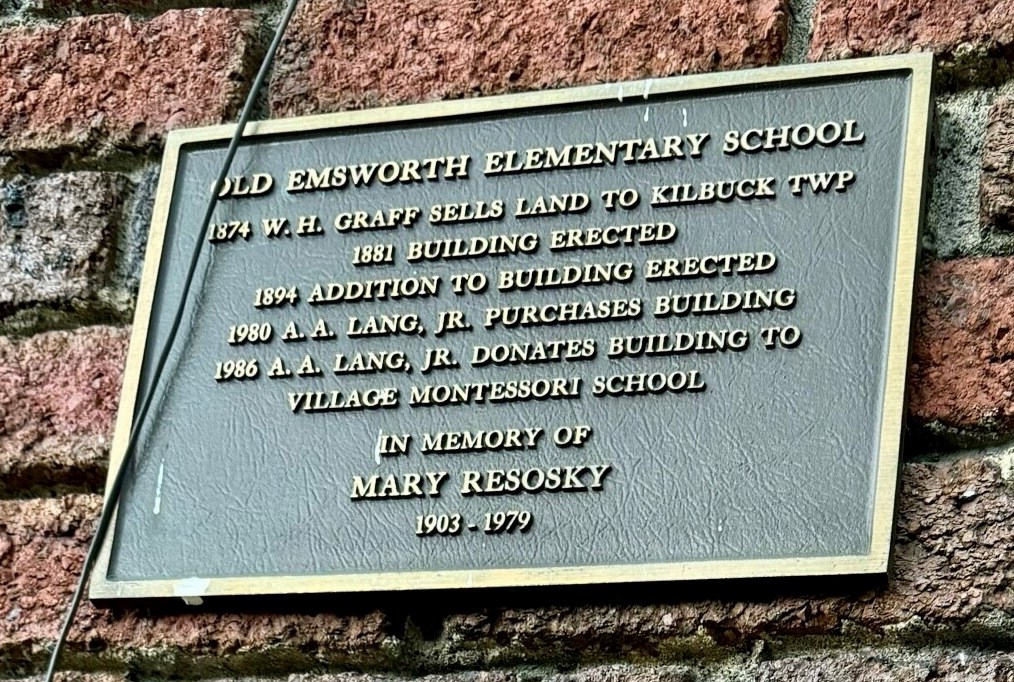 OLD EMSWORTH ELEMENTARY SCHOOL
1874 W. H. GRAFF SELLS LAND TO KILBUCK TWP
1881 BUILDING ERECTED
1894 ADDITION TO BUILDING ERECTED
1980 A. A. LANG, JR. PURCHASES BUILDING
1986 A. A. LANG, JR. DONATES BUILDING TO
VILLAGE MONTESSORI SCHOOL
IN MEMORY OF
MARY RESOSKY
1903 - 1979